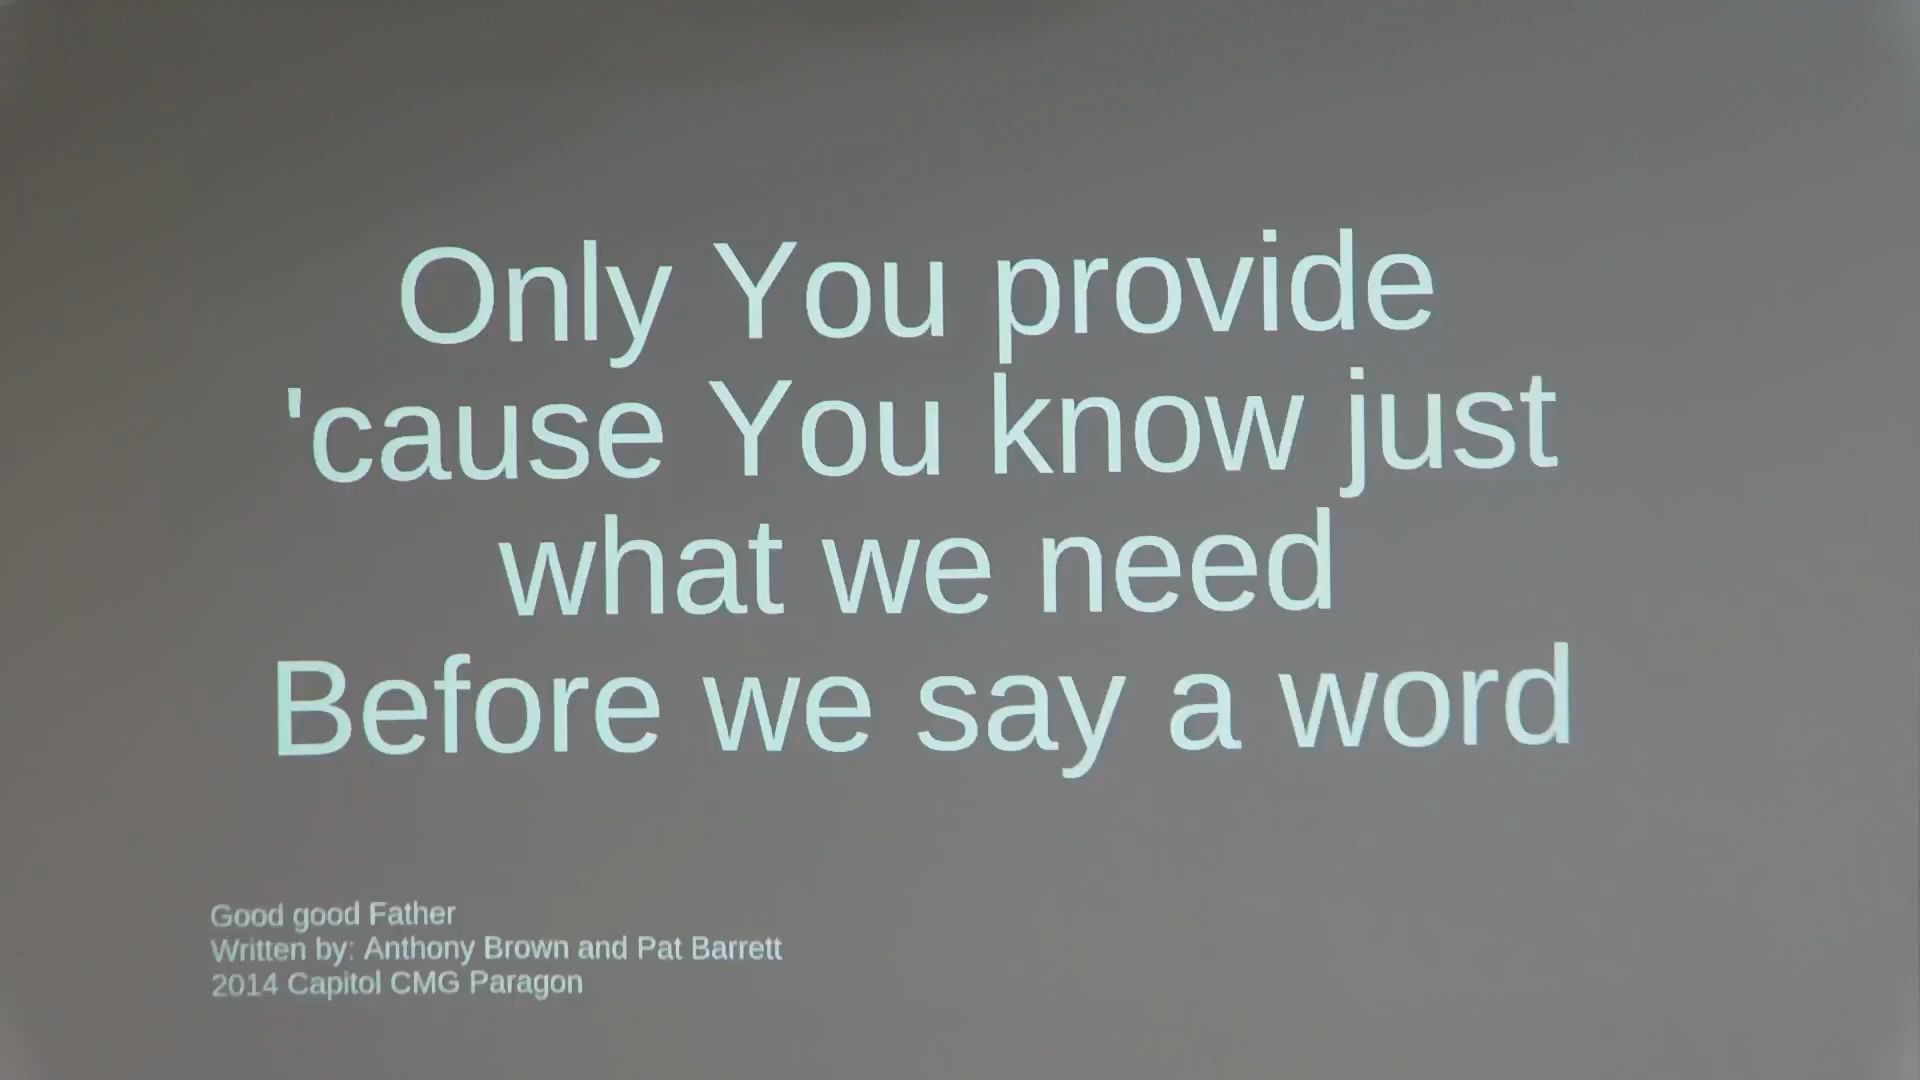 Only You provide
'cause You know just
what we need
Before we say a word
Good good Father
Written by: Anthony Brown and Pat Barrett
2014 Capitol CMG Paragon